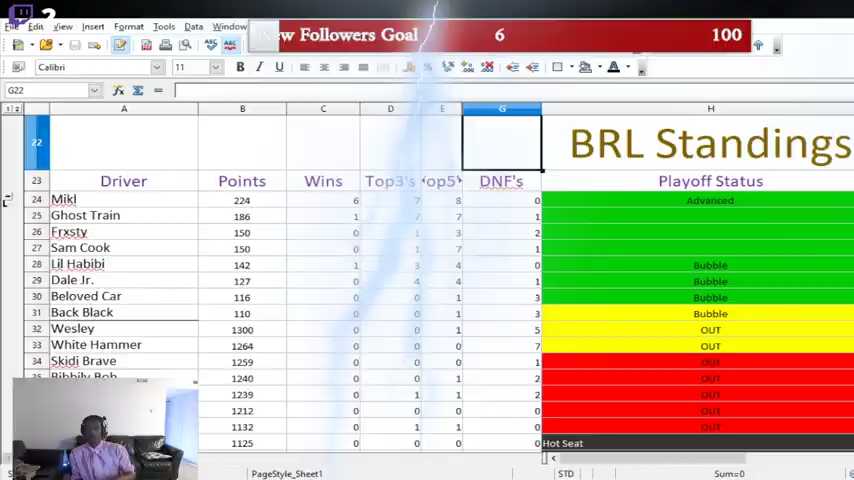 2
File Edit View Insert Format Tools Data Window
w Followers Goal 6 100
Calibri 11
G22
A B C D E G H
22 BRL Standings
23 Driver Points Wins Top3's op5' DNF's Playoff Status
24 Mikl 224 6 7 8 0 Advanced
25 Ghost Train 186 1 7 7 1
26 Frxsty 150 0 1 3 2
27 Sam Cook 150 0 1 7 1
28 Lil Habibi 142 1 3 4 0 Bubble
29 Dale Jr. 127 0 4 4 1 Bubble
30 Beloved Car 116 0 0 1 3 Bubble
31 Back Black 110 0 0 1 3 Bubble
32 Wesley 1300 0 0 1 5 OUT
33 White Hammer 1264 0 0 0 7 OUT
34 Skidi Brave 1259 0 0 0 1 OUT
35 Bibbily Bob 1240 0 0 1 2 OUT
1239 0 1 1 2 OUT
1212 0 0 0 0 OUT
1132 0 1 1 0 OUT
1125 0 0 0 0 Hot Seat
PageStyle_Sheet1 STD Sum=0